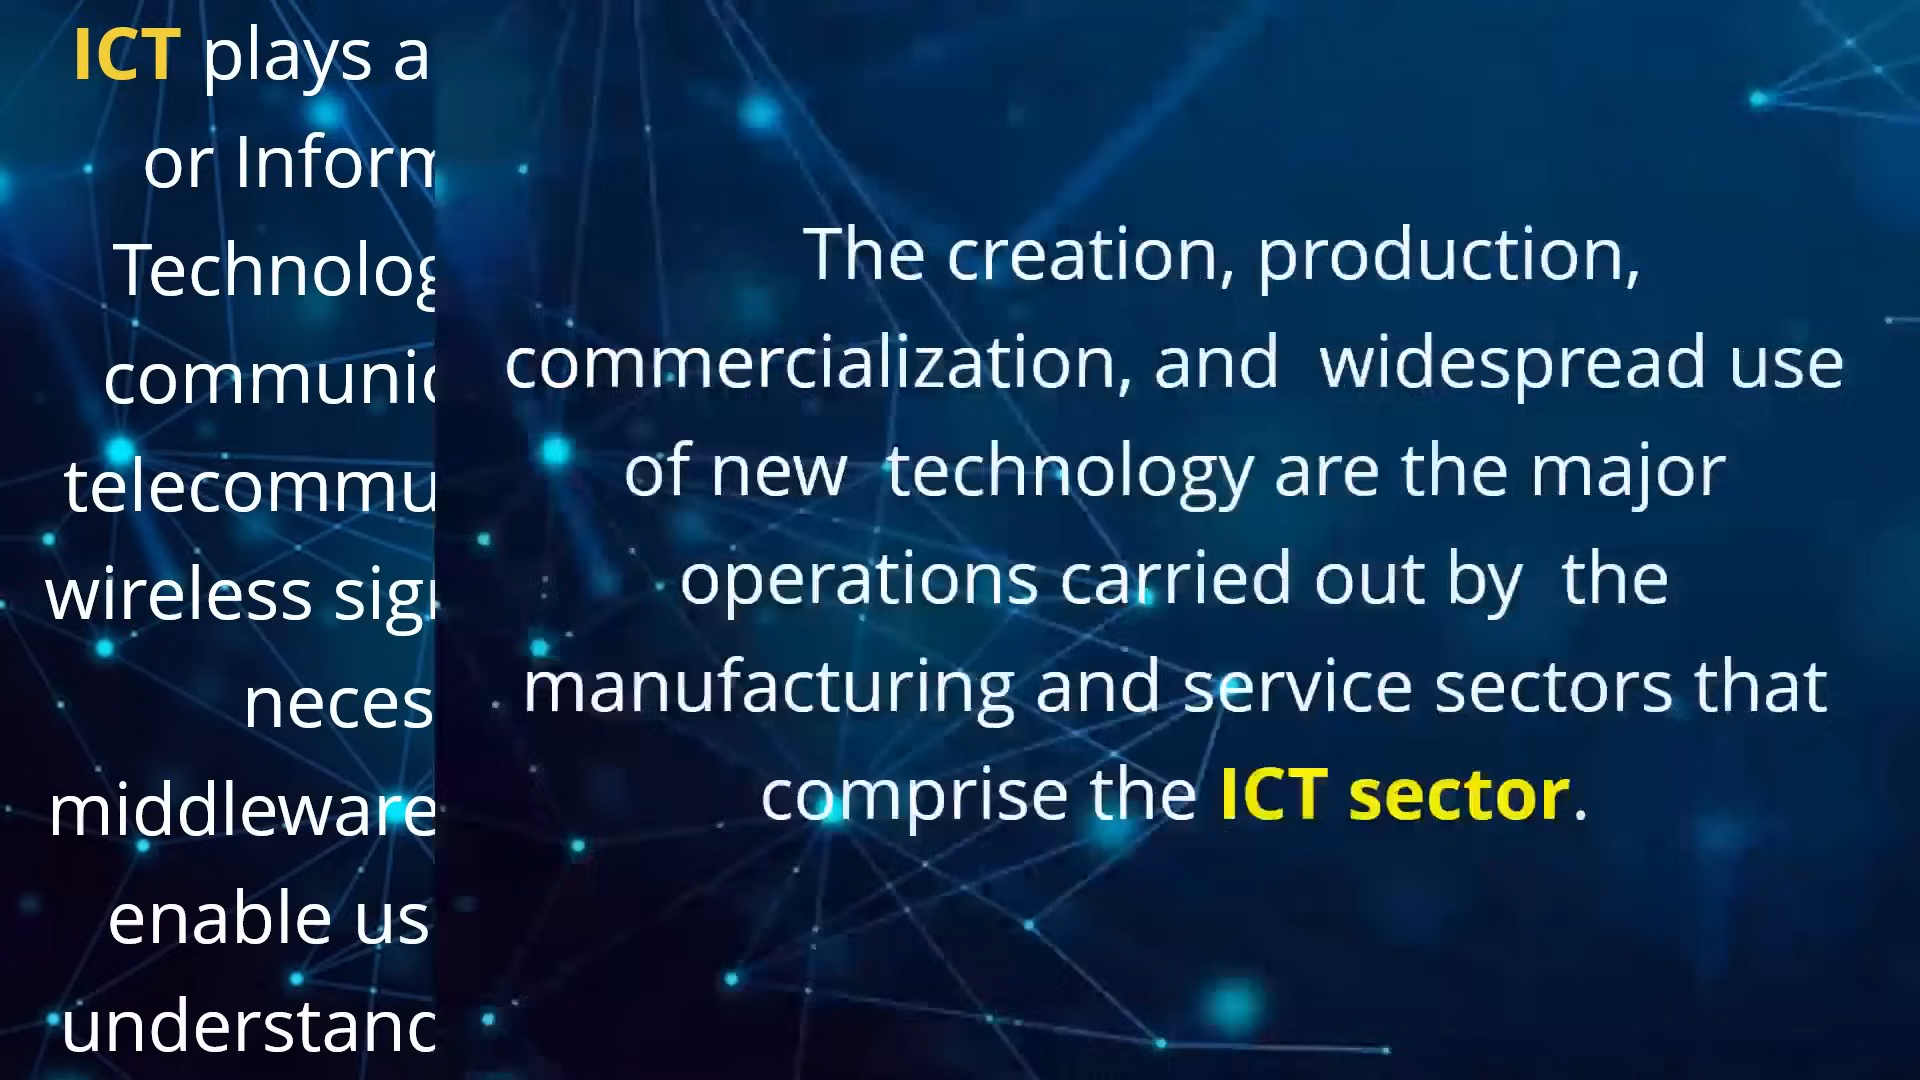 ICT plays a
or Inform
Technolog
communic
telecommu
wireless sig
neces
middleware
enable us
understand
The creation, production,
commercialization, and widespread use
of new technology are the major
operations carried out by the
manufacturing and service sectors that
comprise the ICT sector.